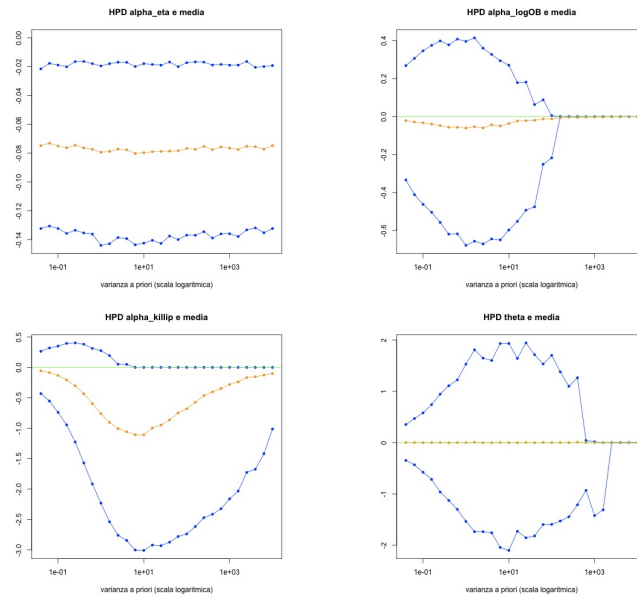 HPD alpha_eta e media
0.00
-0.02
-0.04
-0.06
-0.08
-0.10
-0.12
-0.14
1e-01
1e+01
1e+03
varianza a priori (scala logaritmica)
HPD alpha_logOB e media
0.4
0.2
0.0
-0.2
-0.4
-0.6
1e-01
1e+01
1e+03
varianza a priori (scala logaritmica)
HPD alpha_killip e media
0.5
0.0
-0.5
-1.0
-1.5
-2.0
-2.5
-3.0
1e-01
1e+01
1e+03
varianza a priori (scala logaritmica)
HPD theta e media
2
1
0
-1
-2
1e-01
1e+01
1e+03
varianza a priori (scala logaritmica)